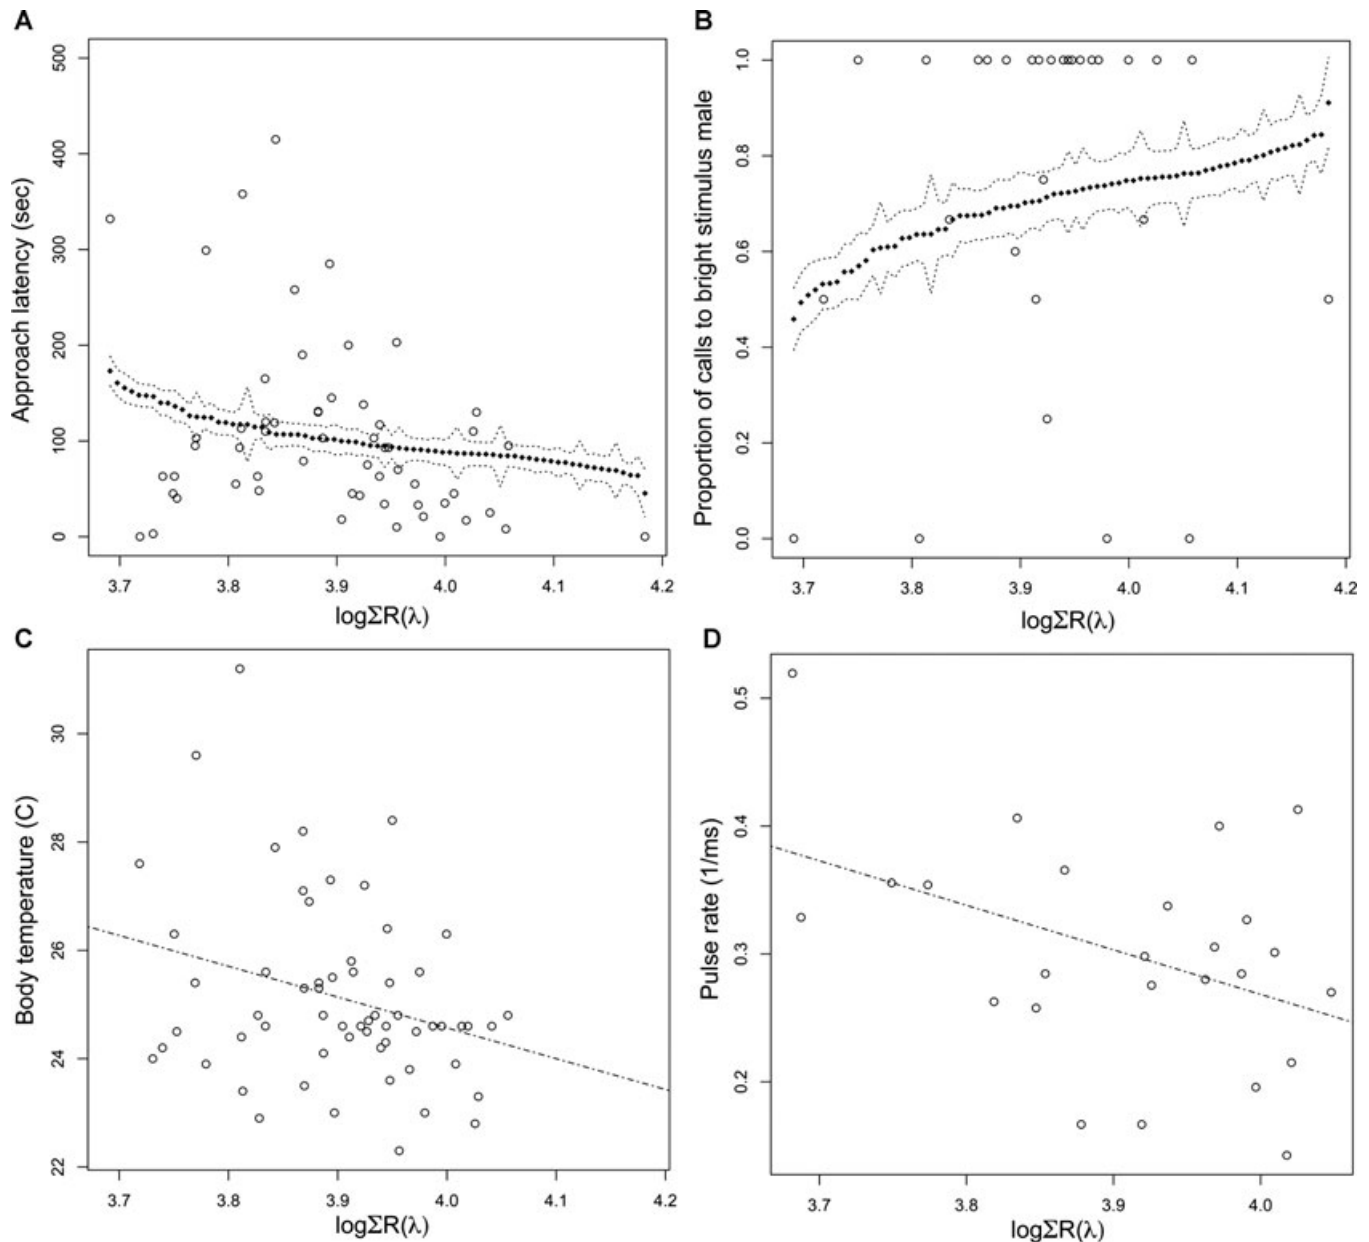 A
Approach latency (sec)
500
400
300
200
100
0
3.7 3.8 3.9 4.0 4.1 4.2
logΣR(λ)
B
Proportion of calls to bright stimulus male
1.0
0.8
0.6
0.4
0.2
0.0
3.7 3.8 3.9 4.0 4.1 4.2
logΣR(λ)
C
Body temperature (C)
30
28
26
24
22
3.7 3.8 3.9 4.0 4.1 4.2
logΣR(λ)
D
Pulse rate (1/ms)
0.5
0.4
0.3
0.2
3.7 3.8 3.9 4.0
logΣR(λ)